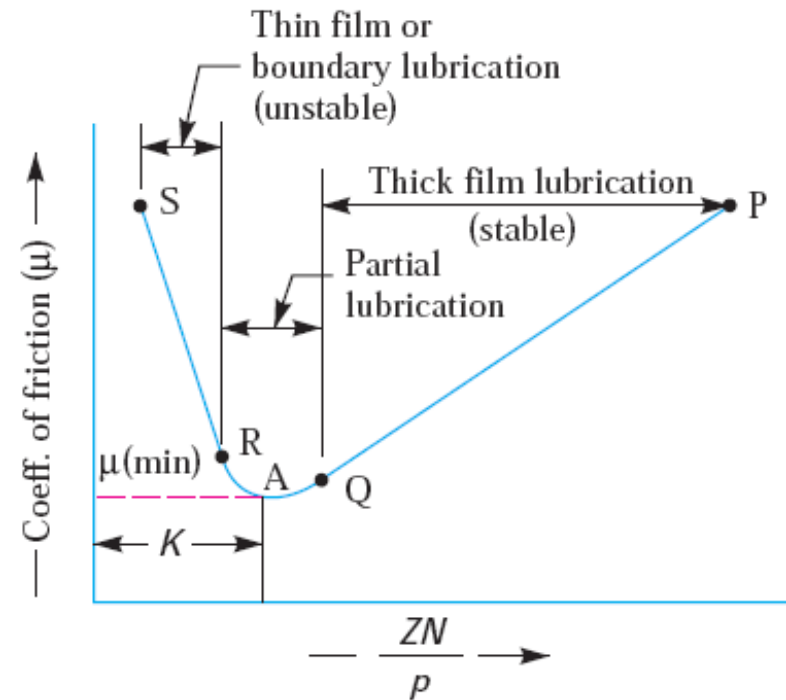 Thin film or
boundary lubrication
(unstable)
S
Thick film lubrication
(stable)
P
Partial
lubrication
R
μ(min)
A
Q
K
Coeff. of friction (μ)
ZN
p